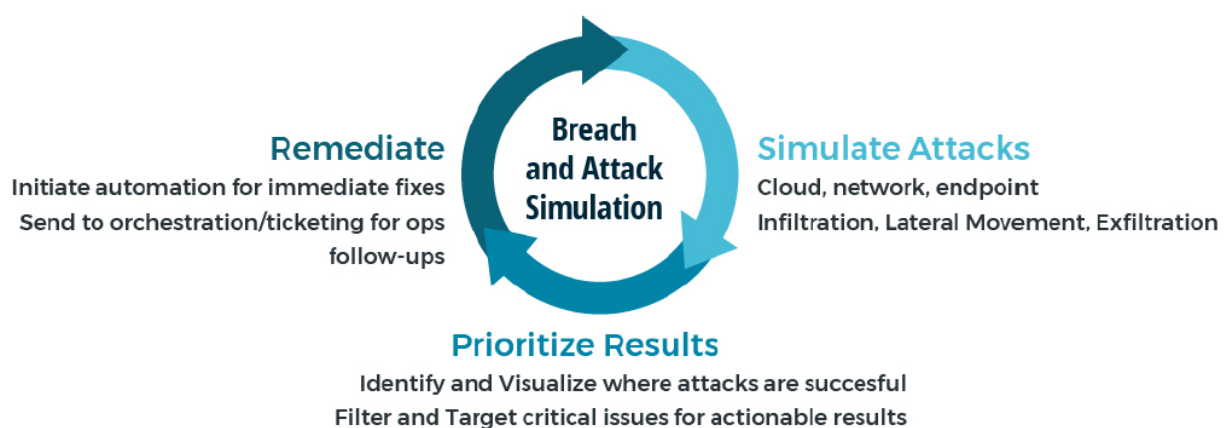 Breach
and Attack
Simulation
Simulate Attacks
Cloud, network, endpoint
Infiltration, Lateral Movement, Exfiltration
Prioritize Results
Identify and Visualize where attacks are succesful
Filter and Target critical issues for actionable results
Remediate
Initiate automation for immediate fixes
Send to orchestration/ticketing for ops
follow-ups